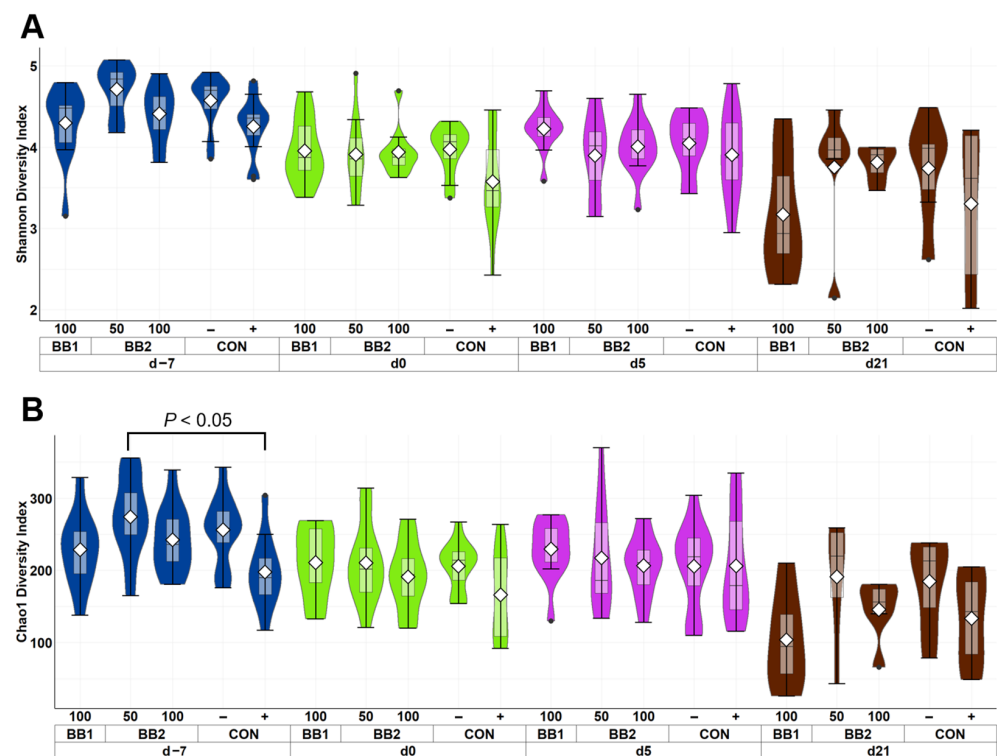 A
Shannon Diversity Index
5
4
3
2
100 50 100 – + 100 50 100 – + 100 50 100 – + 100 50 100 – +
BB1 BB2 CON BB1 BB2 CON BB1 BB2 CON BB1 BB2 CON
d−7 d0 d5 d21
B
P < 0.05
Chao1 Diversity Index
300
200
100
100 50 100 – + 100 50 100 – + 100 50 100 – + 100 50 100 – +
BB1 BB2 CON BB1 BB2 CON BB1 BB2 CON BB1 BB2 CON
d−7 d0 d5 d21